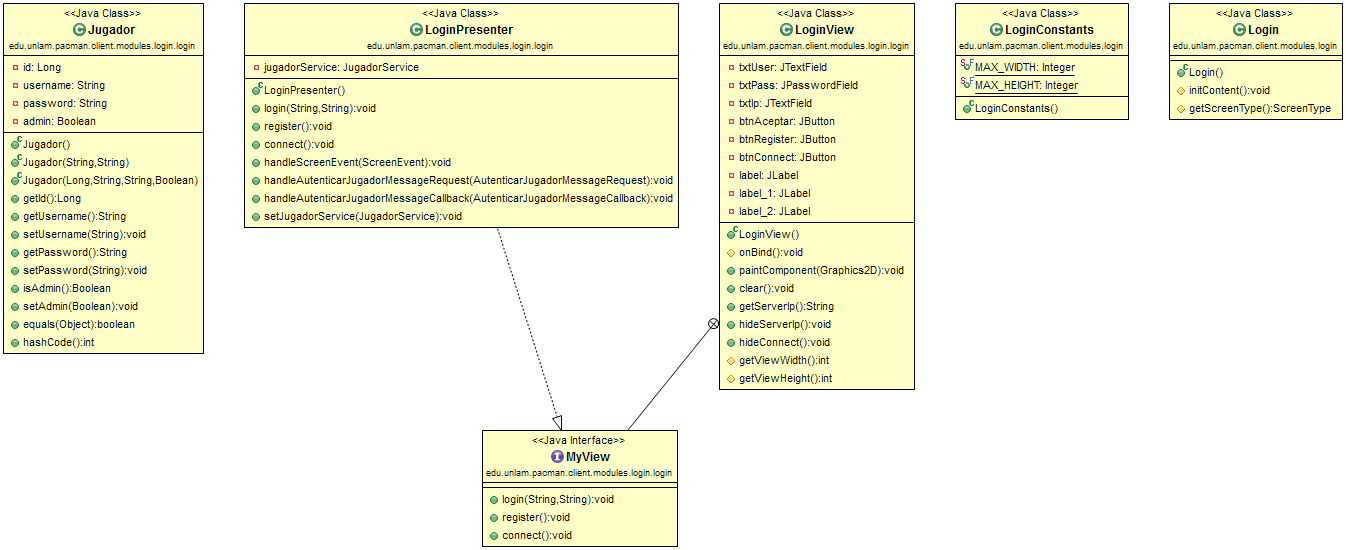 <<Java Class>>
Jugador
edu.unlam.pacman.client.modules.login.login
id: Long
username: String
password: String
admin: Boolean
Jugador()
Jugador(String,String)
Jugador(Long,String,String,Boolean)
getId():Long
getUsername():String
setUsername(String):void
getPassword():String
setPassword(String):void
isAdmin():Boolean
setAdmin(Boolean):void
equals(Object):boolean
hashCode():int
<<Java Class>>
LoginPresenter
edu.unlam.pacman.client.modules.login.login
jugadorService: JugadorService
LoginPresenter()
login(String,String):void
register():void
connect():void
handleScreenEvent(ScreenEvent):void
handleAutenticarJugadorMessageRequest(AutenticarJugadorMessageRequest):void
handleAutenticarJugadorMessageCallback(AutenticarJugadorMessageCallback):void
setJugadorService(JugadorService):void
<<Java Class>>
LoginView
edu.unlam.pacman.client.modules.login.login
txtUser: JTextField
txtPass: JPasswordField
txtIp: JTextField
btnAceptar: JButton
btnRegister: JButton
btnConnect: JButton
label: JLabel
label_1: JLabel
label_2: JLabel
LoginView()
onBind():void
paintComponent(Graphics2D):void
clear():void
getServerIp():String
hideServerIp():void
hideConnect():void
getViewWidth():int
getViewHeight():int
<<Java Class>>
LoginConstants
edu.unlam.pacman.client.modules.login.login
MAX_WIDTH: Integer
MAX_HEIGHT: Integer
LoginConstants()
<<Java Class>>
Login
edu.unlam.pacman.client.modules.login.login
Login()
initContent():void
getScreenType():ScreenType
<<Java Interface>>
MyView
edu.unlam.pacman.client.modules.login.login
login(String,String):void
register():void
connect():void